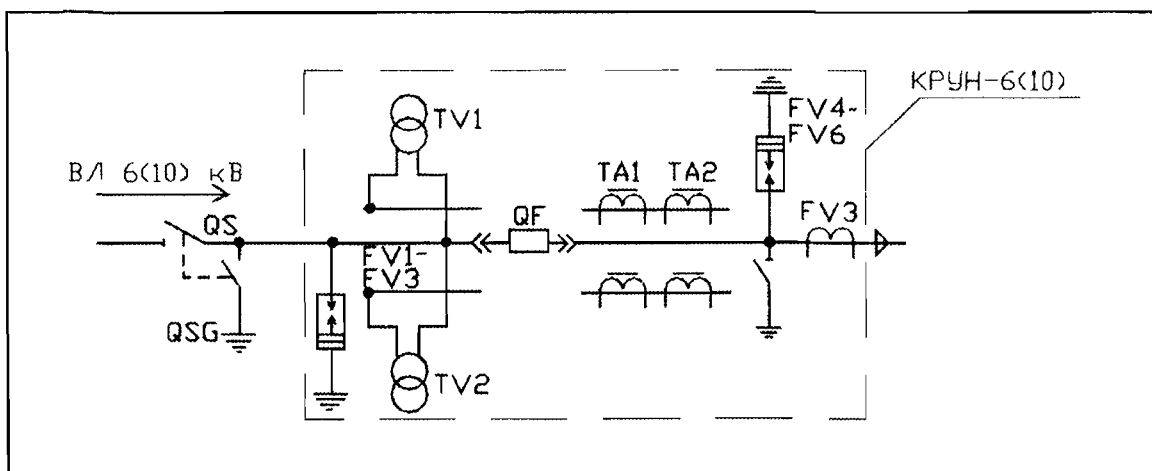 КРУН-6(10)
TV1
FV4-
FV6
ВЛ 6(10) кВ
TA1 TA2
QS
QF
FV3
FV1-
FV3
QSG
TV2